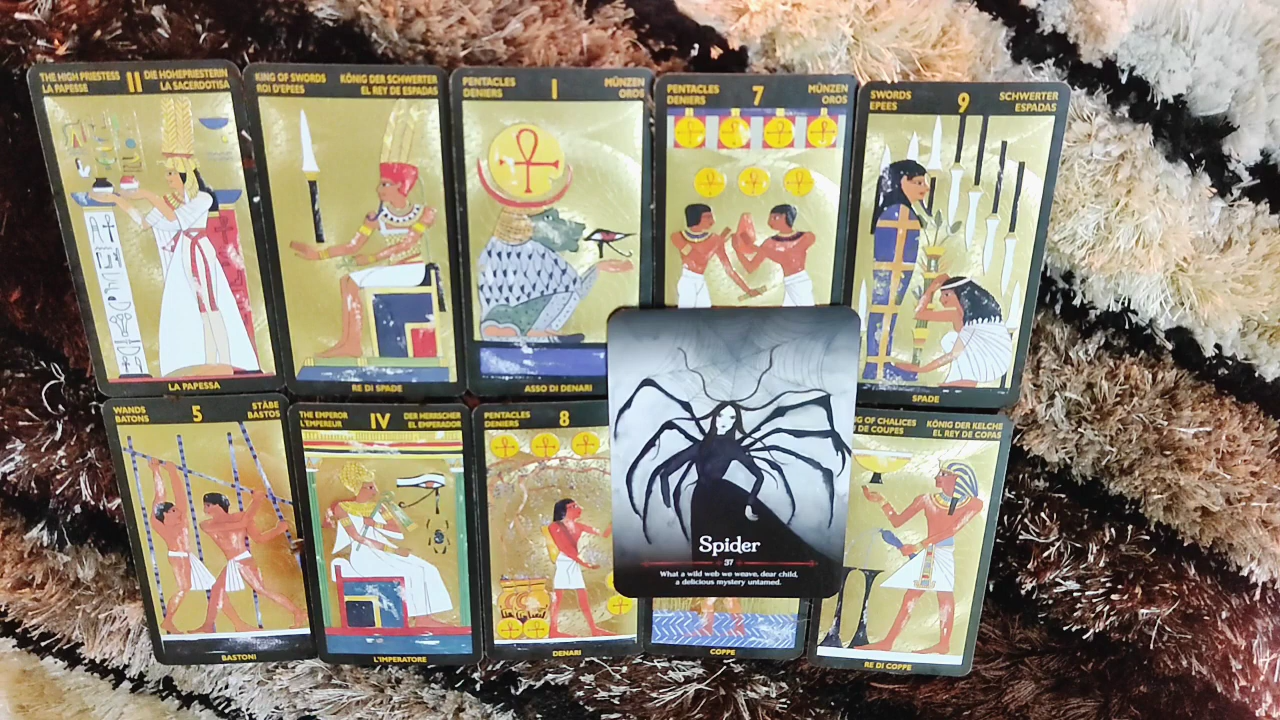 THE HIGH PRIESTESS II DIE HOHEPRIESTERIN
LA PAPESSE LA SACERDOTISA
LA PAPESSA
KING OF SWORDS KÖNIG DER SCHWERTER
ROI D'EPEES EL REY DE ESPADAS
RE DI SPADE
PENTACLES I MÜNZEN
DENIERS OROS
ASSO DI DENARI
PENTACLES 7 MÜNZEN
DENIERS OROS
SWORDS 9 SCHWERTER
EPEES ESPADAS
SPADE
WANDS 5 STÄBE
BATONS BASTOS
BASTONI
THE EMPEROR IV DER HERRSCHER
L'EMPEREUR EL EMPERADOR
L'IMPERATORE
PENTACLES 8
DENIERS
DENARI
Spider
37
What a wild web we weave, dear child,
a delicious mystery untamed.
COPPE
OF CHALICES KÖNIG DER KELCHE
DE COUPES EL REY DE COPAS
RE DI COPPE